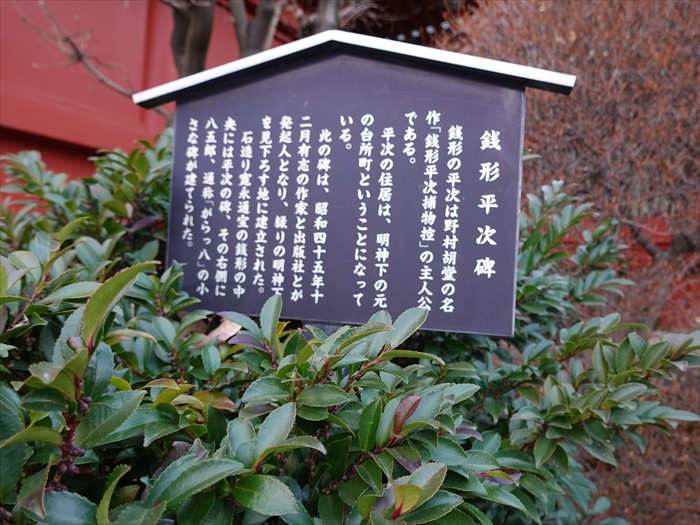 銭形平次碑
銭形の平次は野村胡堂の名
作「銭形平次捕物控」の主人公
である。
平次の住居は、明神下の元
の台所町ということになって
いる。
此の碑は、昭和四十五年十
二月有志の作家と出版社とが
発起人となり、縁りの明神下
を見下ろす地に建立された。
石造り寛永通宝の銭形の中
央には平次の碑、その右側に
八五郎、通称「がらっ八」の小
さな碑が建てられた。